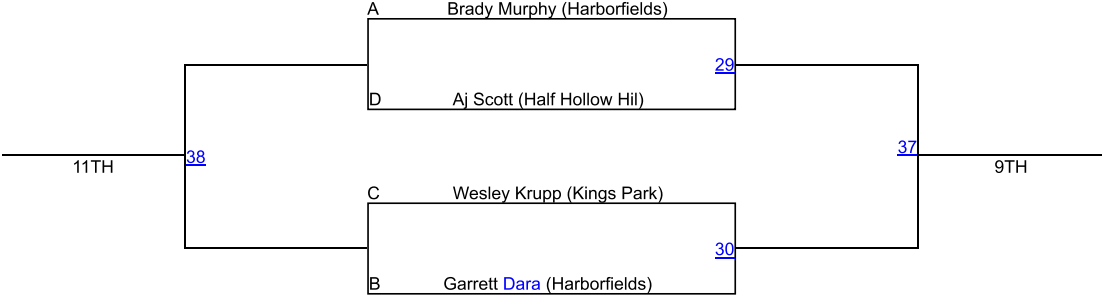 A Brady Murphy (Harborfields)
29
D Aj Scott (Half Hollow Hil)
38
37
11TH
9TH
C Wesley Krupp (Kings Park)
30
B Garrett Dara (Harborfields)